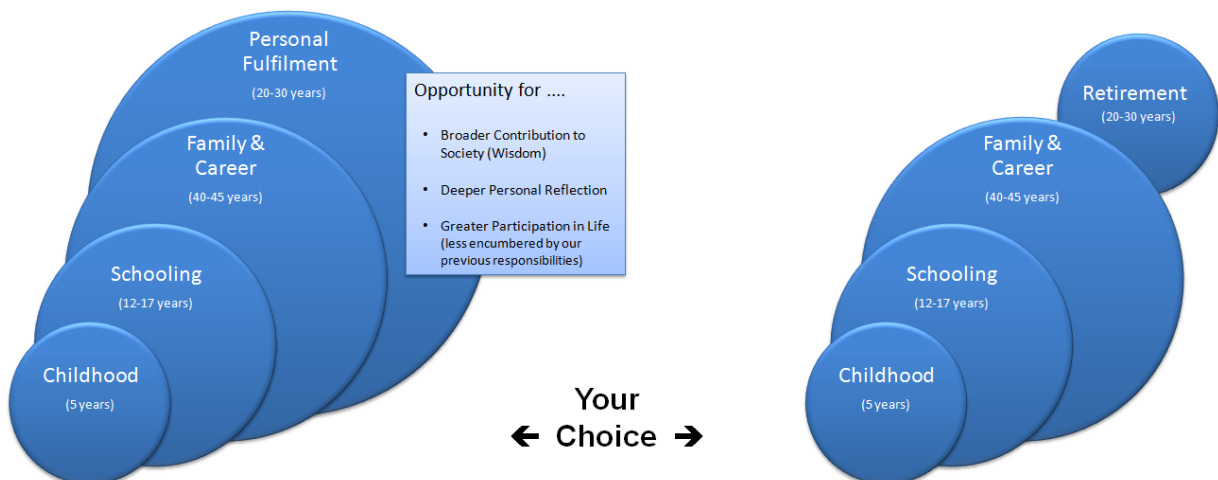 Personal
Fulfilment
(20-30 years)
Opportunity for ....
• Broader Contribution to
Society (Wisdom)
• Deeper Personal Reflection
• Greater Participation in Life
(less encumbered by our
previous responsibilities)
Family &
Career
(40-45 years)
Schooling
(12-17 years)
Childhood
(5 years)
Your
← Choice →
Retirement
(20-30 years)
Family &
Career
(40-45 years)
Schooling
(12-17 years)
Childhood
(5 years)